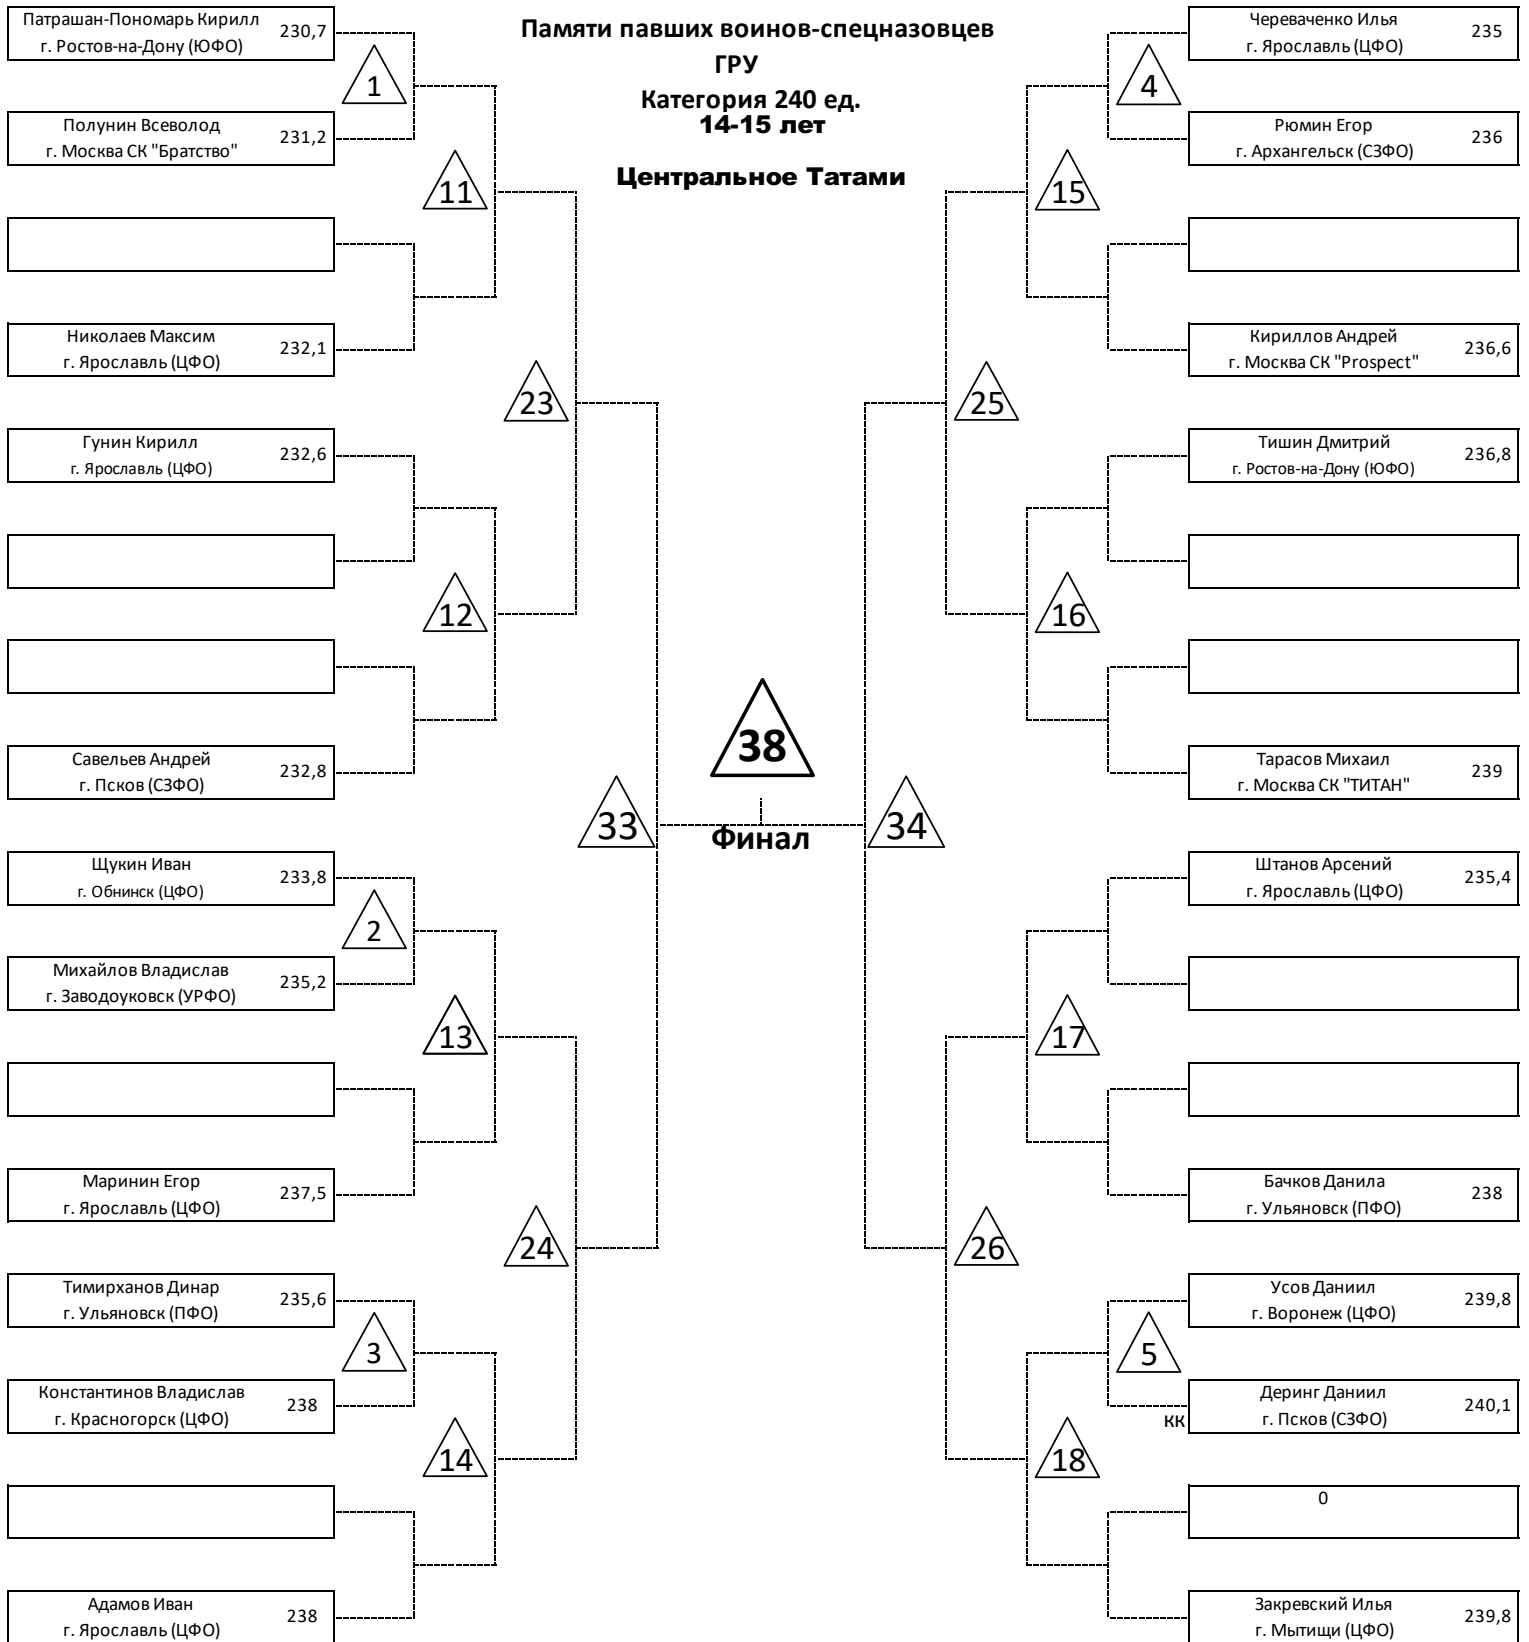 Памяти павших воинов-спецназовцев
ГРУ
Категория 240 ед.
14-15 лет
Центральное Татами
Патрашан-Пономарь Кирилл 230,7
г. Ростов-на-Дону (ЮФО)
1
Полунин Всеволод 231,2
г. Москва СК "Братство"
11
Николаев Максим 232,1
г. Ярославль (ЦФО)
23
Гунин Кирилл 232,6
г. Ярославль (ЦФО)
12
Савельев Андрей 232,8
г. Псков (СЗФО)
33
Щукин Иван 233,8
г. Обнинск (ЦФО)
2
Михайлов Владислав 235,2
г. Заводоуковск (УРФО)
13
Маринин Егор 237,5
г. Ярославль (ЦФО)
24
Тимирханов Динар 235,6
г. Ульяновск (ПФО)
3
Константинов Владислав 238
г. Красногорск (ЦФО)
14
Адамов Иван 238
г. Ярославль (ЦФО)
38
Финал
Череваченко Илья 235
г. Ярославль (ЦФО)
4
Рюмин Егор 236
г. Архангельск (СЗФО)
15
Кириллов Андрей 236,6
г. Москва СК "Prospect"
25
Тишин Дмитрий 236,8
г. Ростов-на-Дону (ЮФО)
16
Тарасов Михаил 239
г. Москва СК "ТИТАН"
34
Штанов Арсений 235,4
г. Ярославль (ЦФО)
17
Бачков Данила 238
г. Ульяновск (ПФО)
26
Усов Даниил 239,8
г. Воронеж (ЦФО)
5
Деринг Даниил 240,1
г. Псков (СЗФО)
КК
18
0
Закревский Илья 239,8
г. Мытищи (ЦФО)